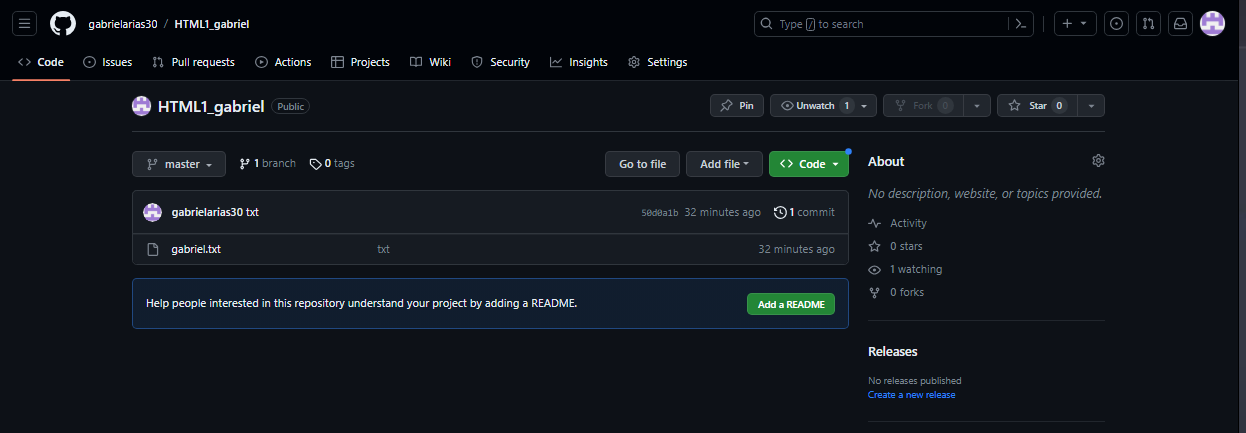 gabrielarias30 / HTML1_gabriel Type / to search
Code Issues Pull requests Actions Projects Wiki Security Insights Settings
HTML1_gabriel Public Pin Unwatch 1 Fork 0 Star 0
master 1 branch 0 tags Go to file Add file Code
gabrielarias30 txt 50d0a1b 32 minutes ago 1 commit
gabriel.txt txt 32 minutes ago
Help people interested in this repository understand your project by adding a README. Add a README
About
No description, website, or topics provided.
Activity
0 stars
1 watching
0 forks
Releases
No releases published
Create a new release